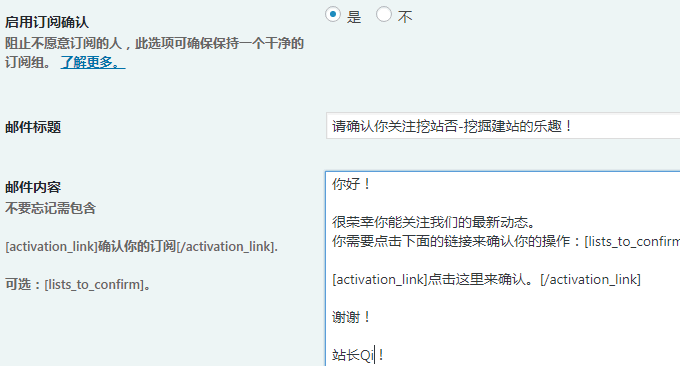 启用订阅确认
是 不
阻止不愿意订阅的人，此选项可确保保持一个干净的
订阅组。 了解更多。
邮件标题
请确认你关注挖站否-挖掘建站的乐趣！
邮件内容
不要忘记需包含
[activation_link]确认你的订阅[/activation_link].
可选：[lists_to_confirm]。
你好！
很荣幸你能关注我们的最新动态。
你需要点击下面的链接来确认你的操作：[lists_to_confirm
[activation_link]点击这里来确认。[/activation_link]
谢谢！
站长Qi！